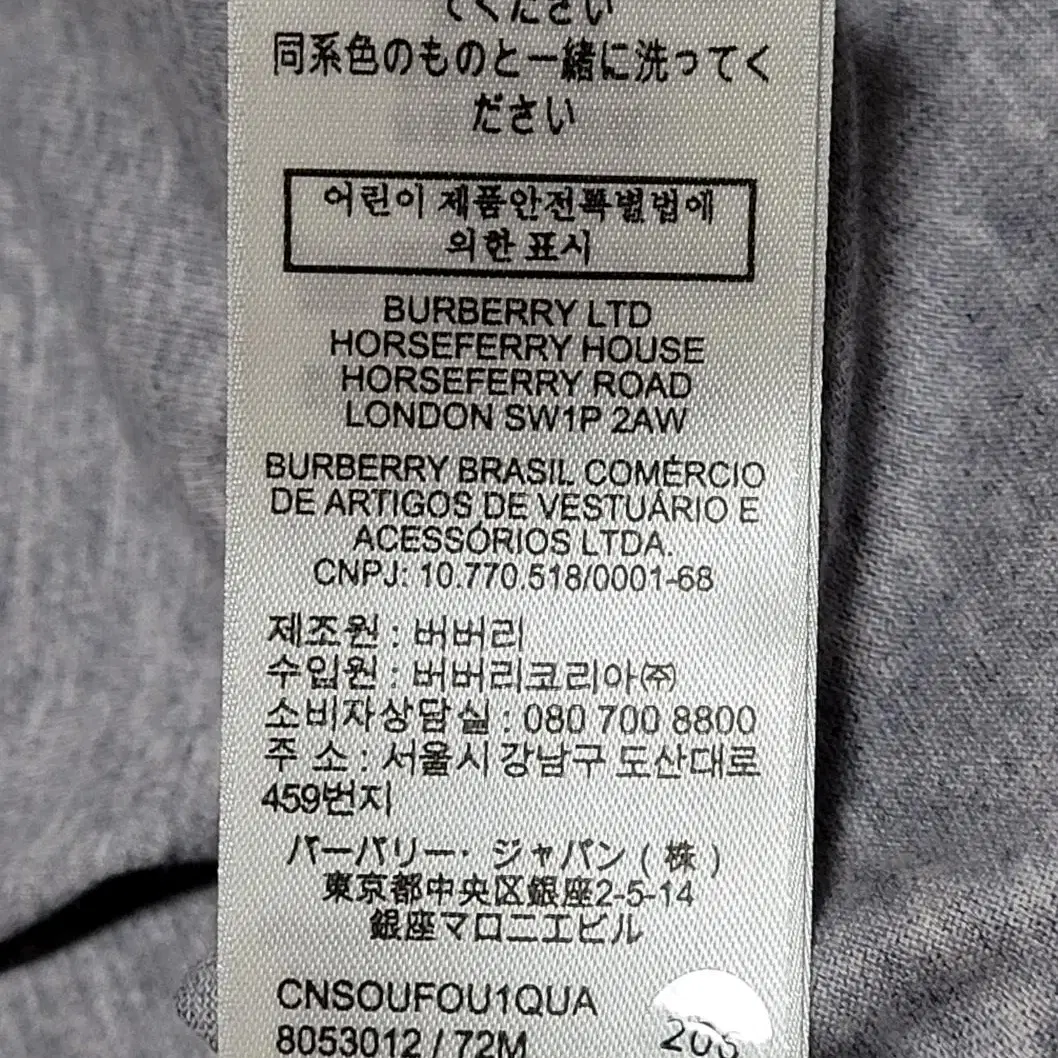 てください
同系色のものと一緒に洗ってく
ださい
어린이 제품안전특별법에
의한 표시
BURBERRY LTD
HORSEFERRY HOUSE
HORSEFERRY ROAD
LONDON SW1P 2AW
BURBERRY BRASIL COMÉRCIO
DE ARTIGOS DE VESTUÁRIO E
ACESSÓRIOS LTDA.
CNPJ: 10.770.518/0001-68
제조원 : 버버리
수입원 : 버버리코리아㈜
소비자상담실 : 080 700 8800
주 소 : 서울시 강남구 도산대로
459번지
バーバリー・ジャパン ( 株 )
東京都中央区銀座2-5-14
銀座マロニエビル
CNSOUFOU1QUA
8053012 / 72M